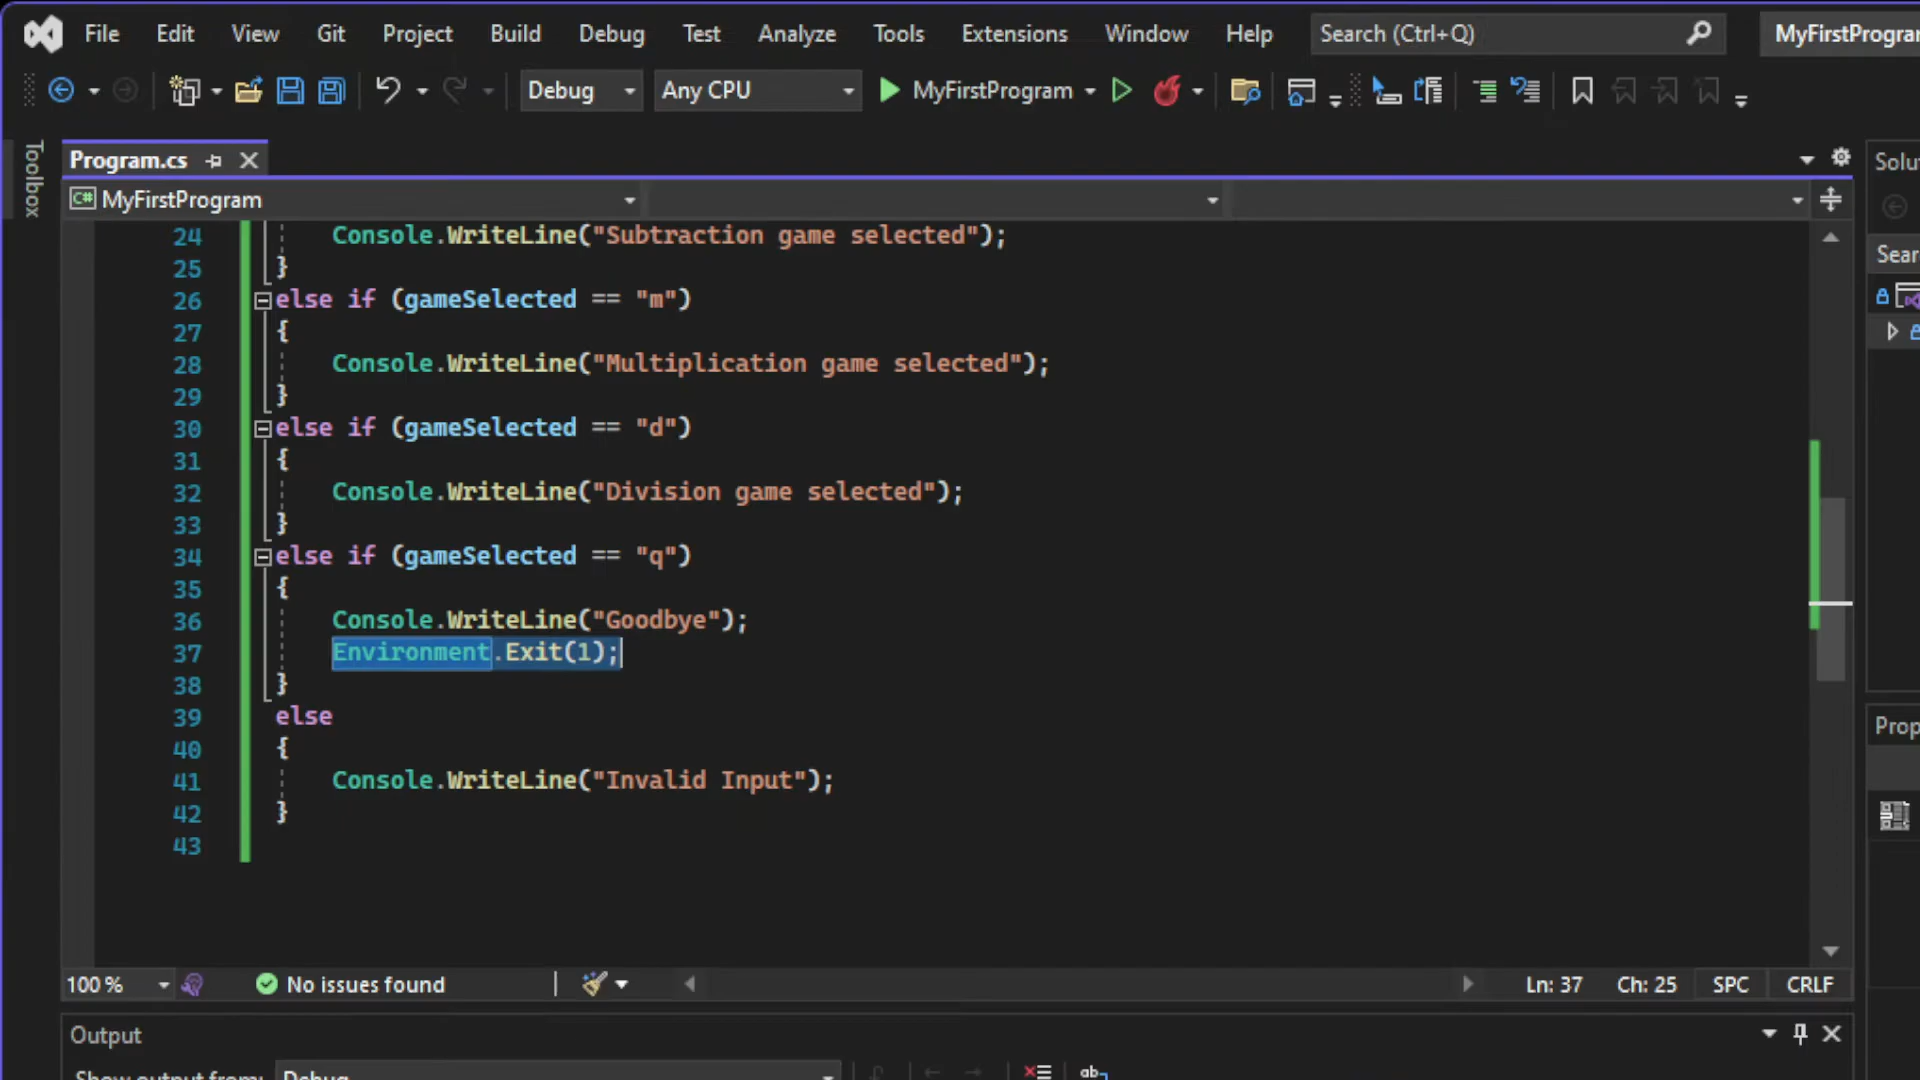 File Edit View Git Project Build Debug Test Analyze Tools Extensions Window Help Search (Ctrl+Q) MyFirstProgram
Debug Any CPU MyFirstProgram
Toolbox
Program.cs
C# MyFirstProgram
24 Console.WriteLine("Subtraction game selected");
25 }
26 else if (gameSelected == "m")
27 {
28 Console.WriteLine("Multiplication game selected");
29 }
30 else if (gameSelected == "d")
31 {
32 Console.WriteLine("Division game selected");
33 }
34 else if (gameSelected == "q")
35 {
36 Console.WriteLine("Goodbye");
37 Environment.Exit(1);
38 }
39 else
40 {
41 Console.WriteLine("Invalid Input");
42 }
43
100 % No issues found Ln: 37 Ch: 25 SPC CRLF
Output
Show output from: Debug